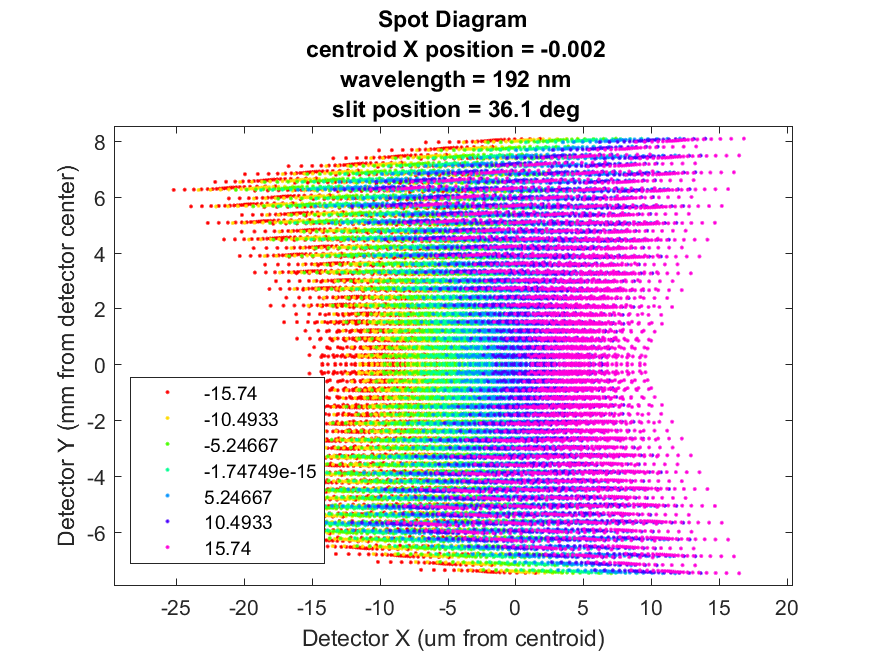 Spot Diagram
centroid X position = -0.002
wavelength = 192 nm
slit position = 36.1 deg
Detector Y (mm from detector center)
8
6
4
2
0
-2
-4
-6
-15.74
-10.4933
-5.24667
-1.74749e-15
5.24667
10.4933
15.74
-25 -20 -15 -10 -5 0 5 10 15 20
Detector X (um from centroid)